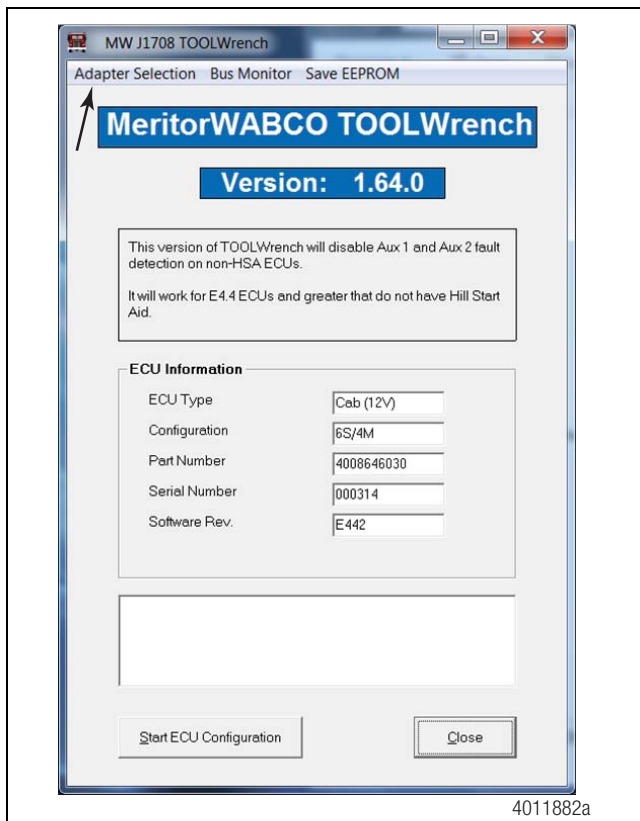 MW J1708 TOOLWrench
Adapter Selection Bus Monitor Save EEPROM
MeritorWABCO TOOLWrench
Version: 1.64.0
This version of TOOLWrench will disable Aux 1 and Aux 2 fault
detection on non-HSA ECUs.
It will work for E4.4 ECUs and greater that do not have Hill Start
Aid.
ECU Information
ECU Type Cab (12V)
Configuration 6S/4M
Part Number 4008646030
Serial Number 000314
Software Rev. E442
Start ECU Configuration Close
4011882a